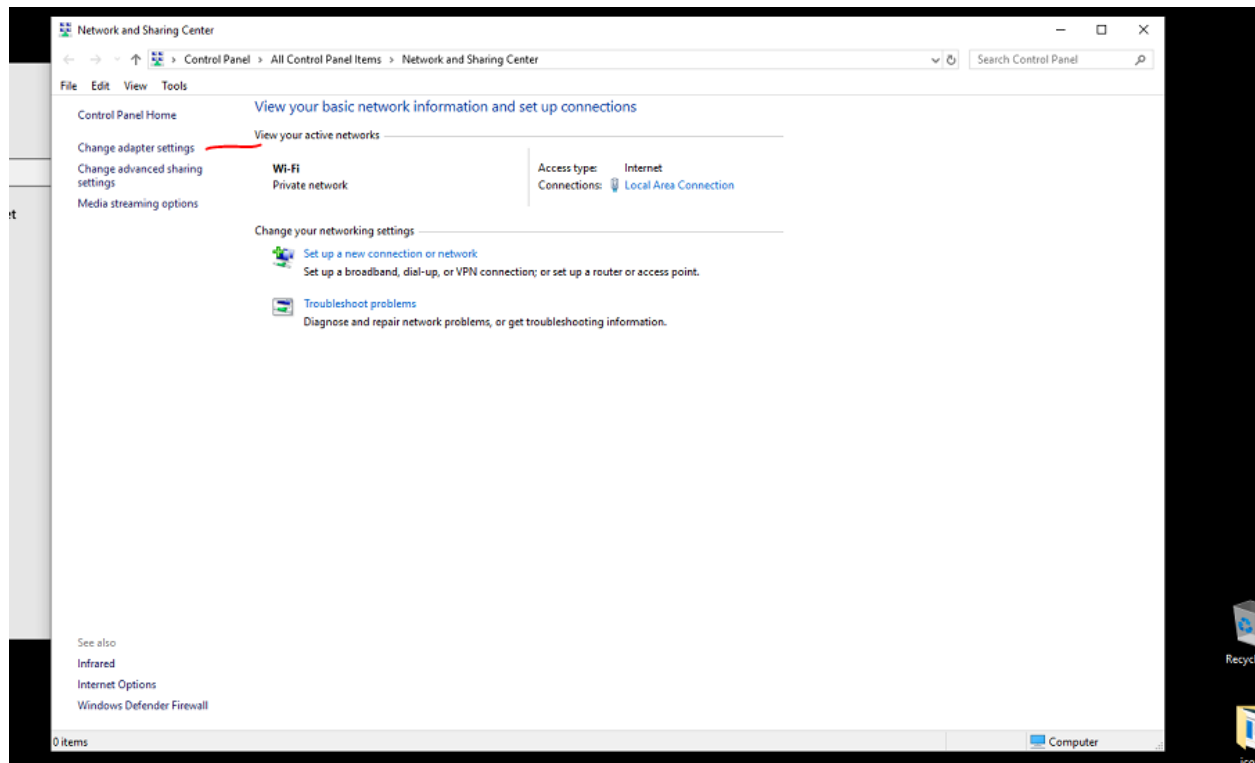 Network and Sharing Center
Control Panel > All Control Panel Items > Network and Sharing Center
Search Control Panel
File Edit View Tools
Control Panel Home
Change adapter settings
Change advanced sharing
settings
Media streaming options
View your basic network information and set up connections
View your active networks
Wi-Fi
Private network
Access type: Internet
Connections: Local Area Connection
Change your networking settings
Set up a new connection or network
Set up a broadband, dial-up, or VPN connection; or set up a router or access point.
Troubleshoot problems
Diagnose and repair network problems, or get troubleshooting information.
See also
Infrared
Internet Options
Windows Defender Firewall
0 items
Computer
Recycl